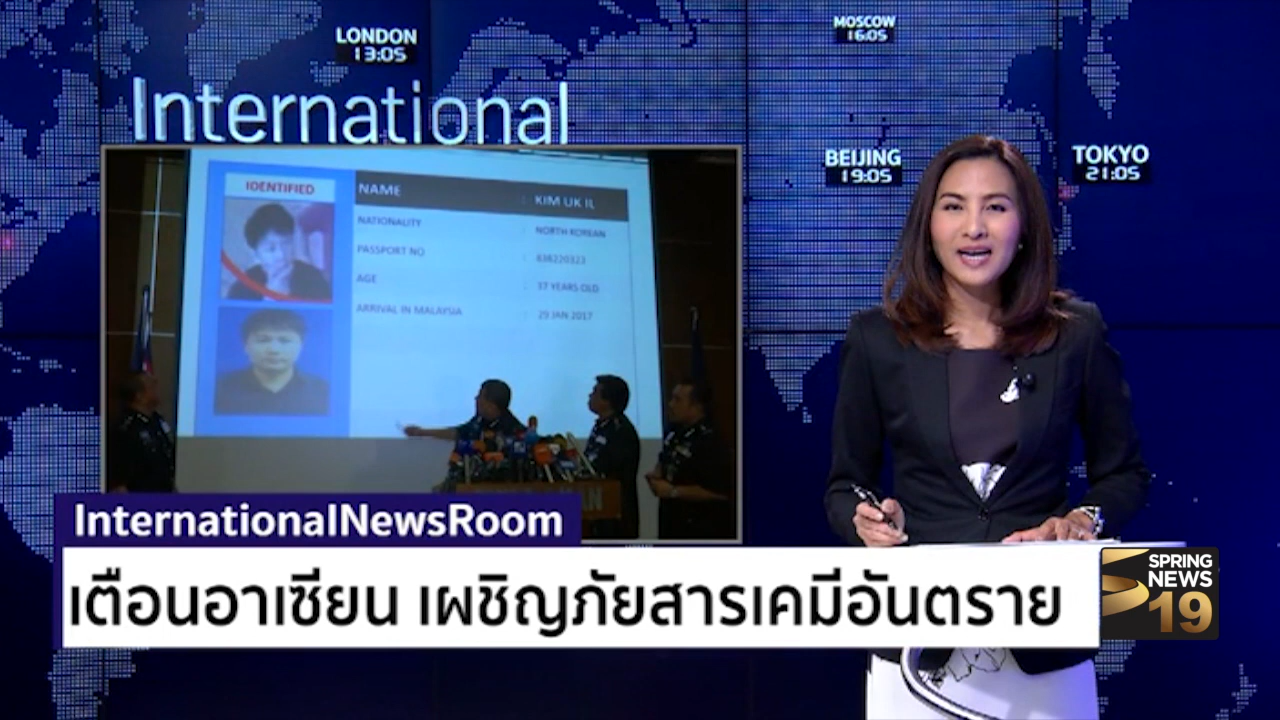 LONDON
13:05
MOSCOW
16:05
International
BEIJING
19:05
TOKYO
21:05
IDENTIFIED
NAME : KIM UK IL
NATIONALITY : NORTH KOREAN
PASSPORT NO :
AGE : 37 YEARS OLD
ARRIVAL IN MALAYSIA : 29 JAN 2017
InternationalNewsRoom
เตือนอาเซียน เผชิญภัยสารเคมีอันตราย
SPRING
NEWS
19